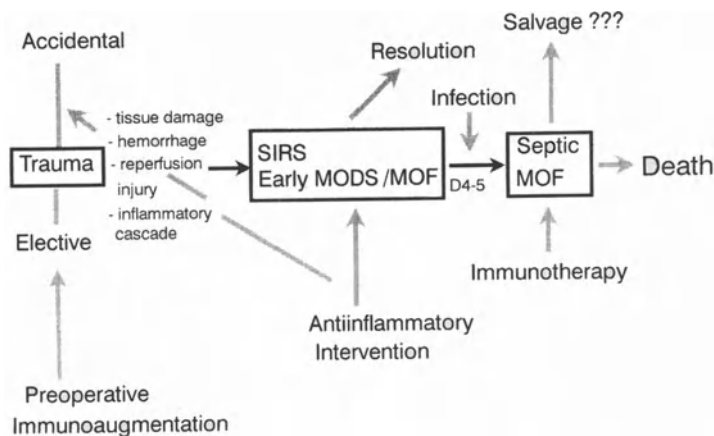 Accidental
Salvage ???
Resolution
Infection
- tissue damage
- hemorrhage
- reperfusion
injury
- inflammatory
cascade
Trauma
SIRS
Early MODS/MOF
D4-5
Septic
MOF
Death
Elective
Immunotherapy
Antiinflammatory
Intervention
Preoperative
Immunoaugmentation